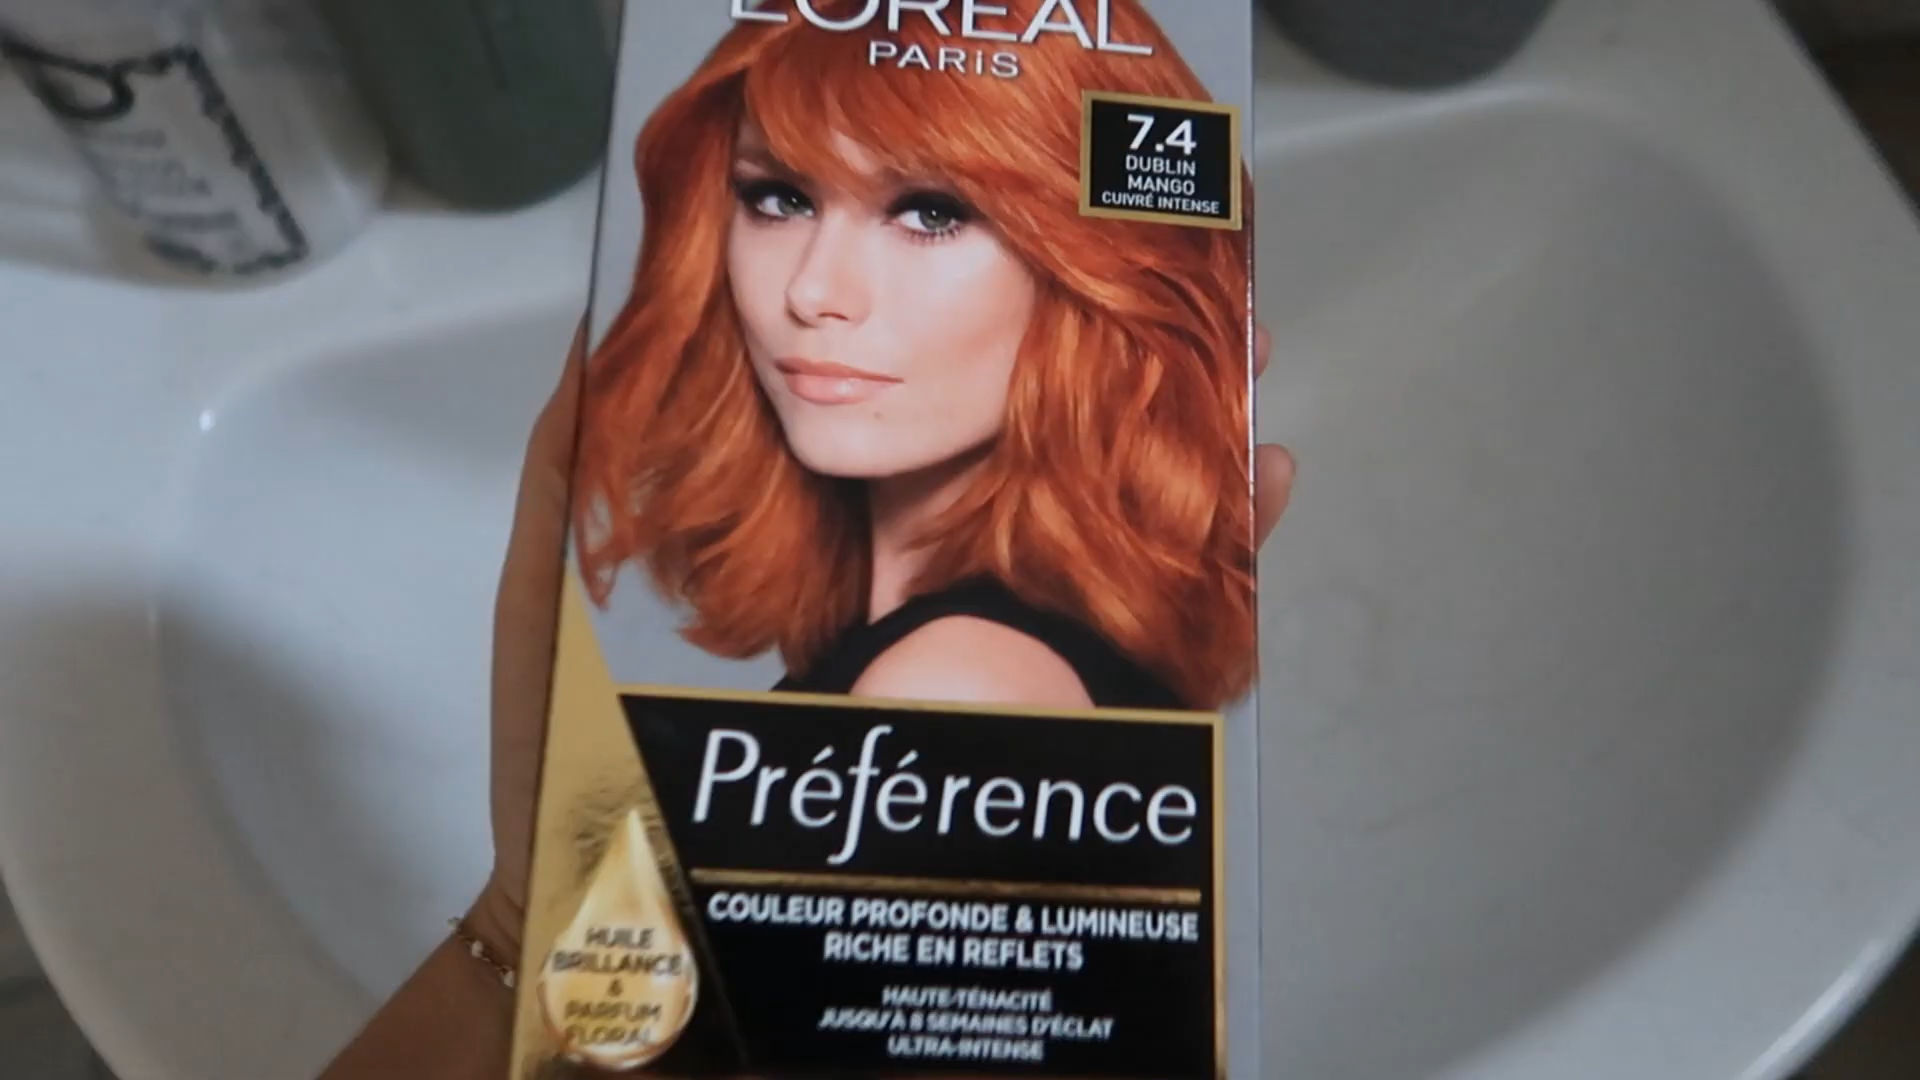 L'ORÉAL
PARiS
7.4
DUBLIN
MANGO
CUIVRÉ INTENSE
Préférence
COULEUR PROFONDE & LUMINEUSE
RICHE EN REFLETS
HAUTE-TÉNACITÉ
JUSQU'À 8 SEMAINES D'ÉCLAT
ULTRA-INTENSE
HUILE
BRILLANCE
&
PARFUM
FLORAL